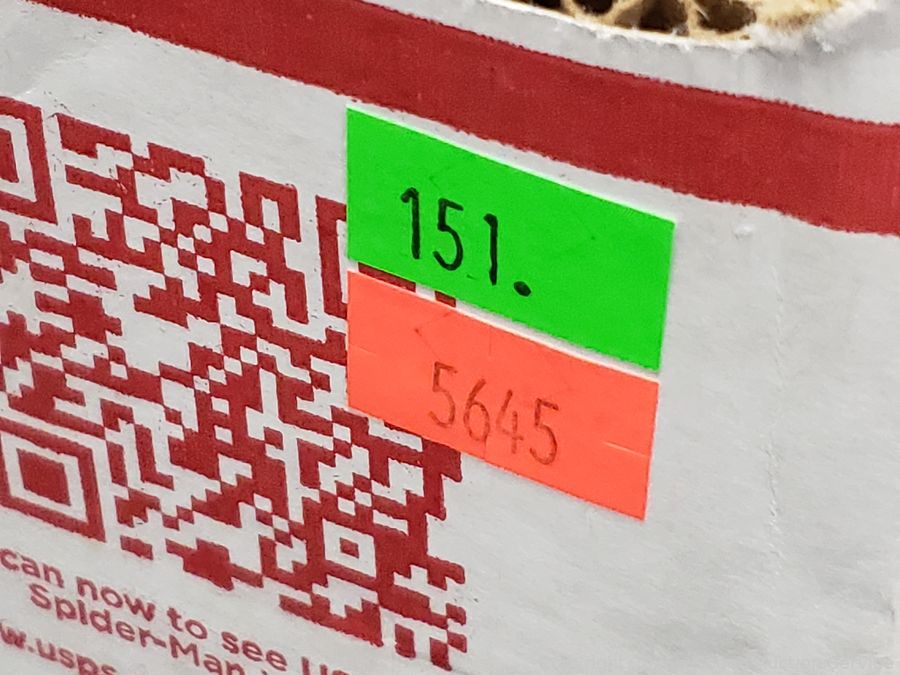 151.
5645
can now to see
Spider-Man
w.usps